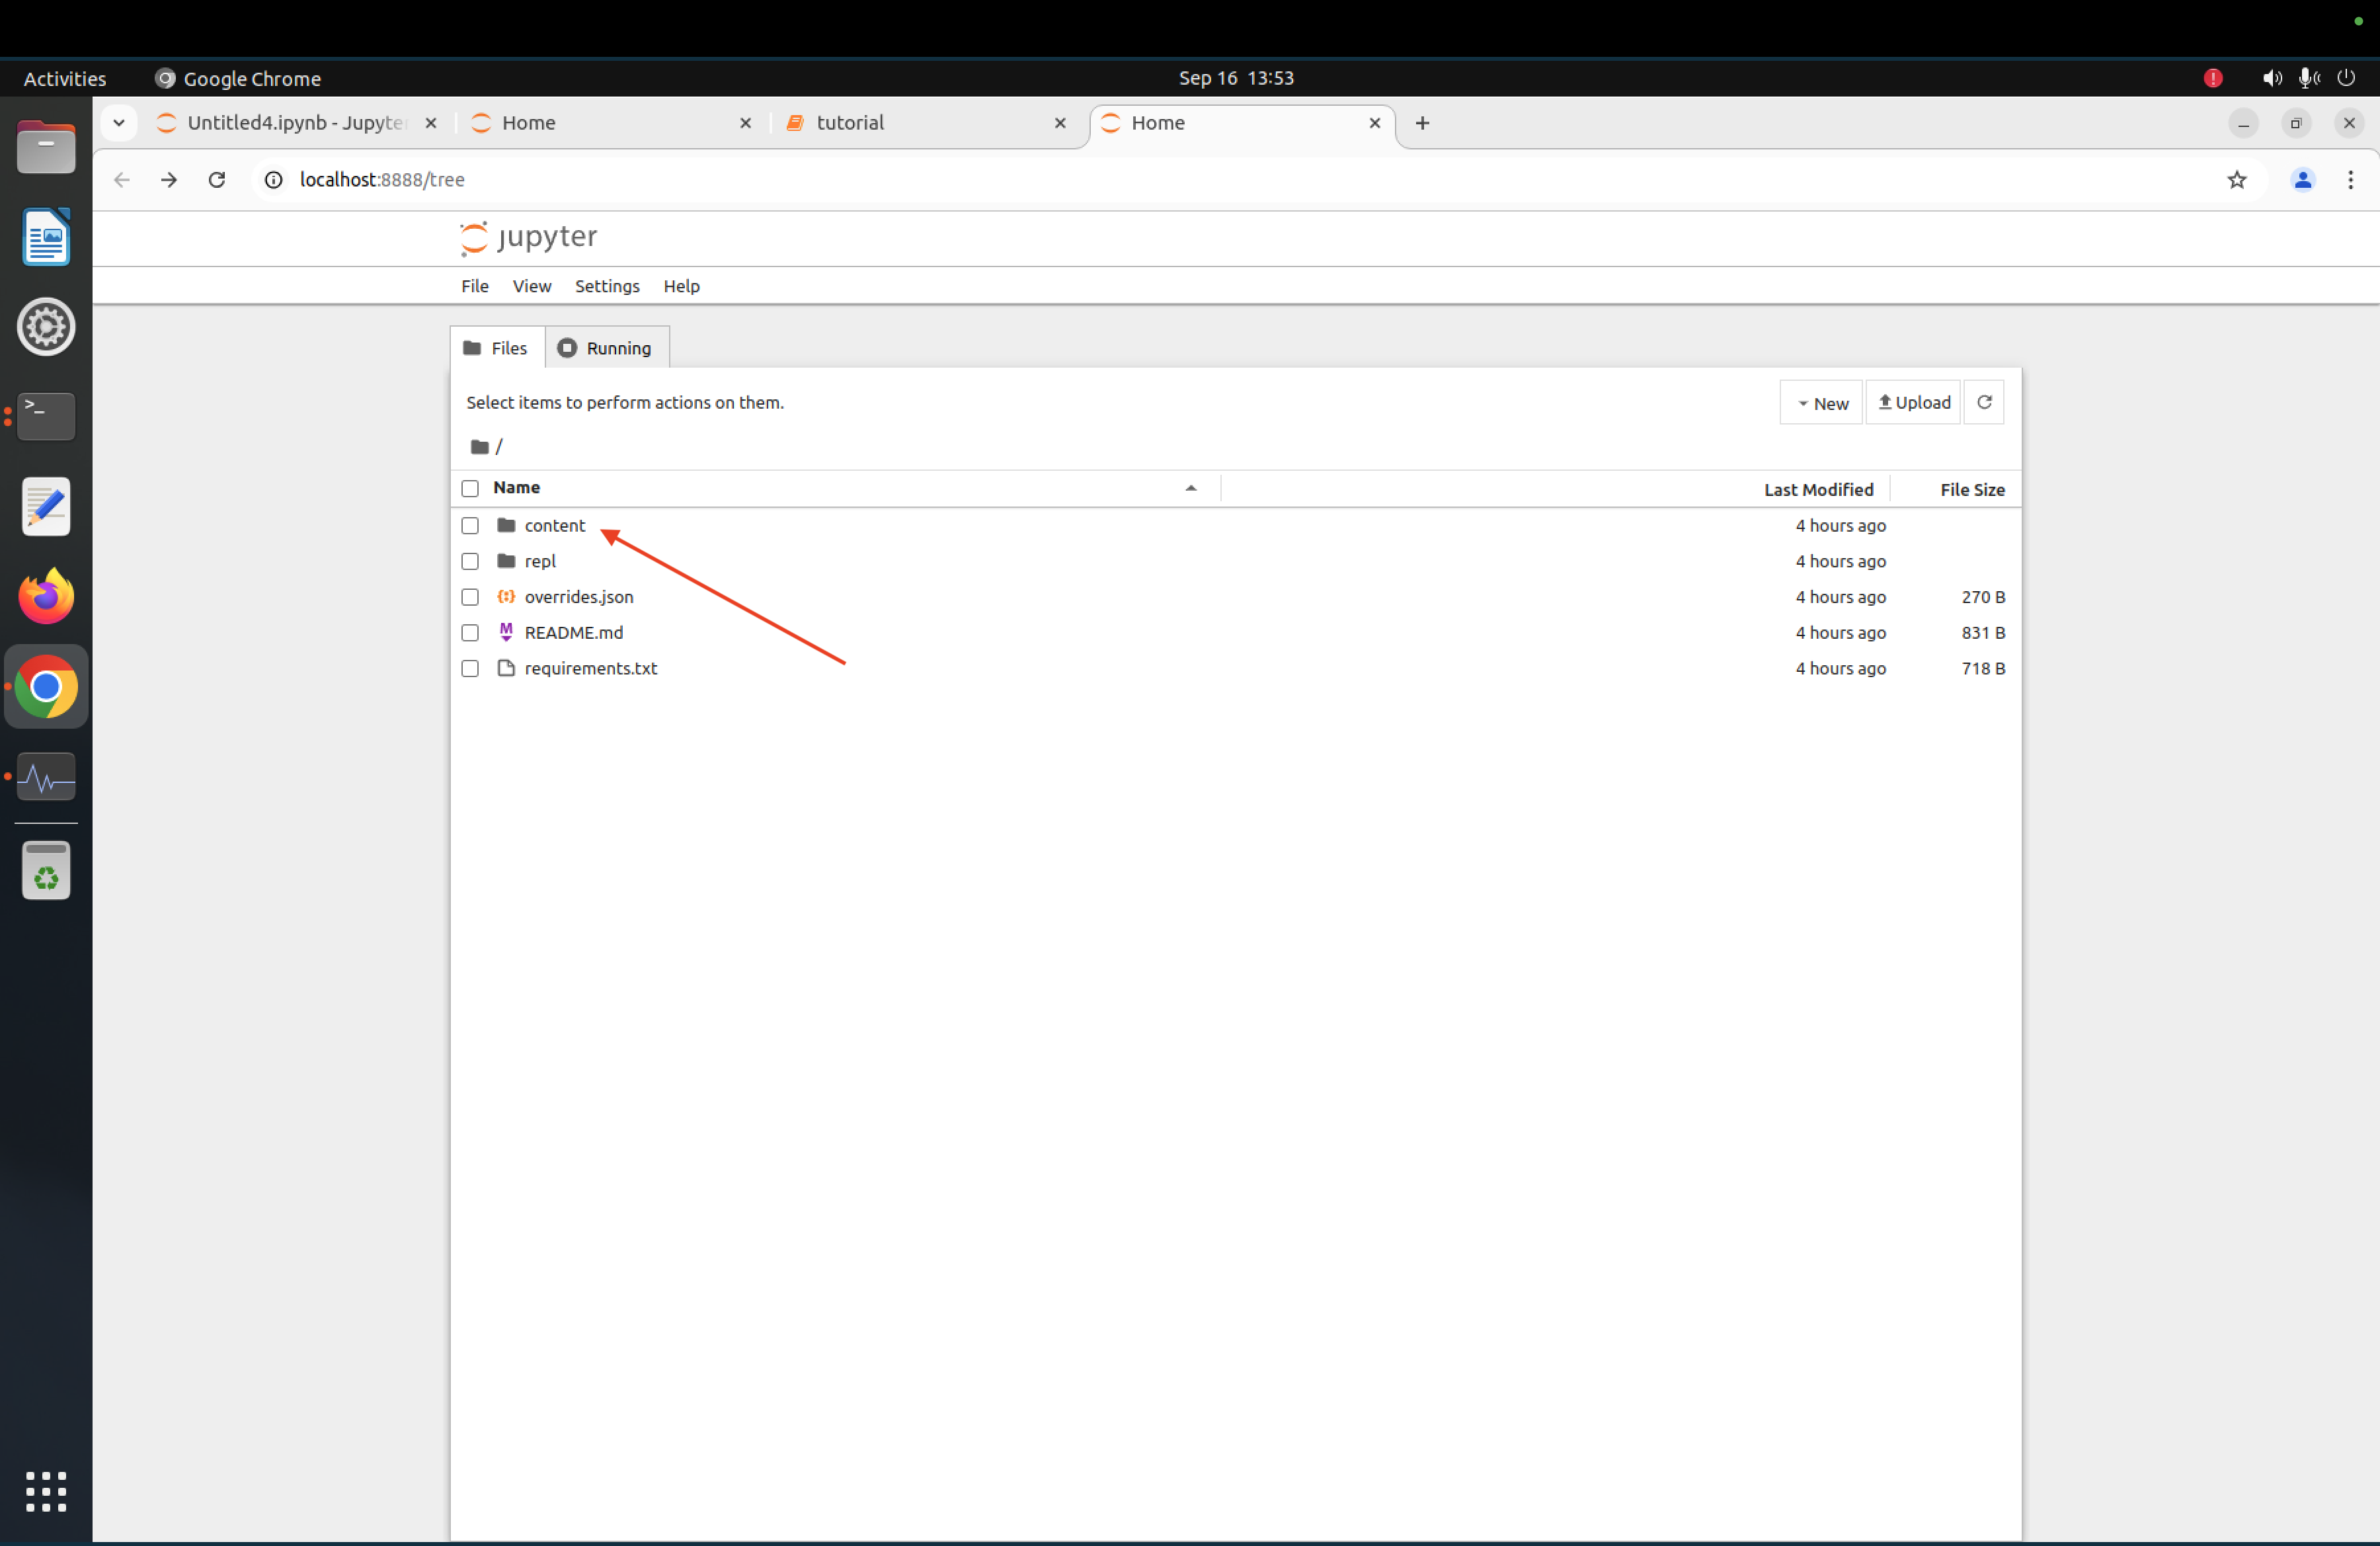 Activities Google Chrome Sep 16 13:53
Untitled4.ipynb - Jupyte Home tutorial Home
localhost:8888/tree
jupyter
File View Settings Help
Files Running
Select items to perform actions on them. New Upload
/
Name Last Modified File Size
content 4 hours ago
repl 4 hours ago
overrides.json 4 hours ago 270 B
README.md 4 hours ago 831 B
requirements.txt 4 hours ago 718 B